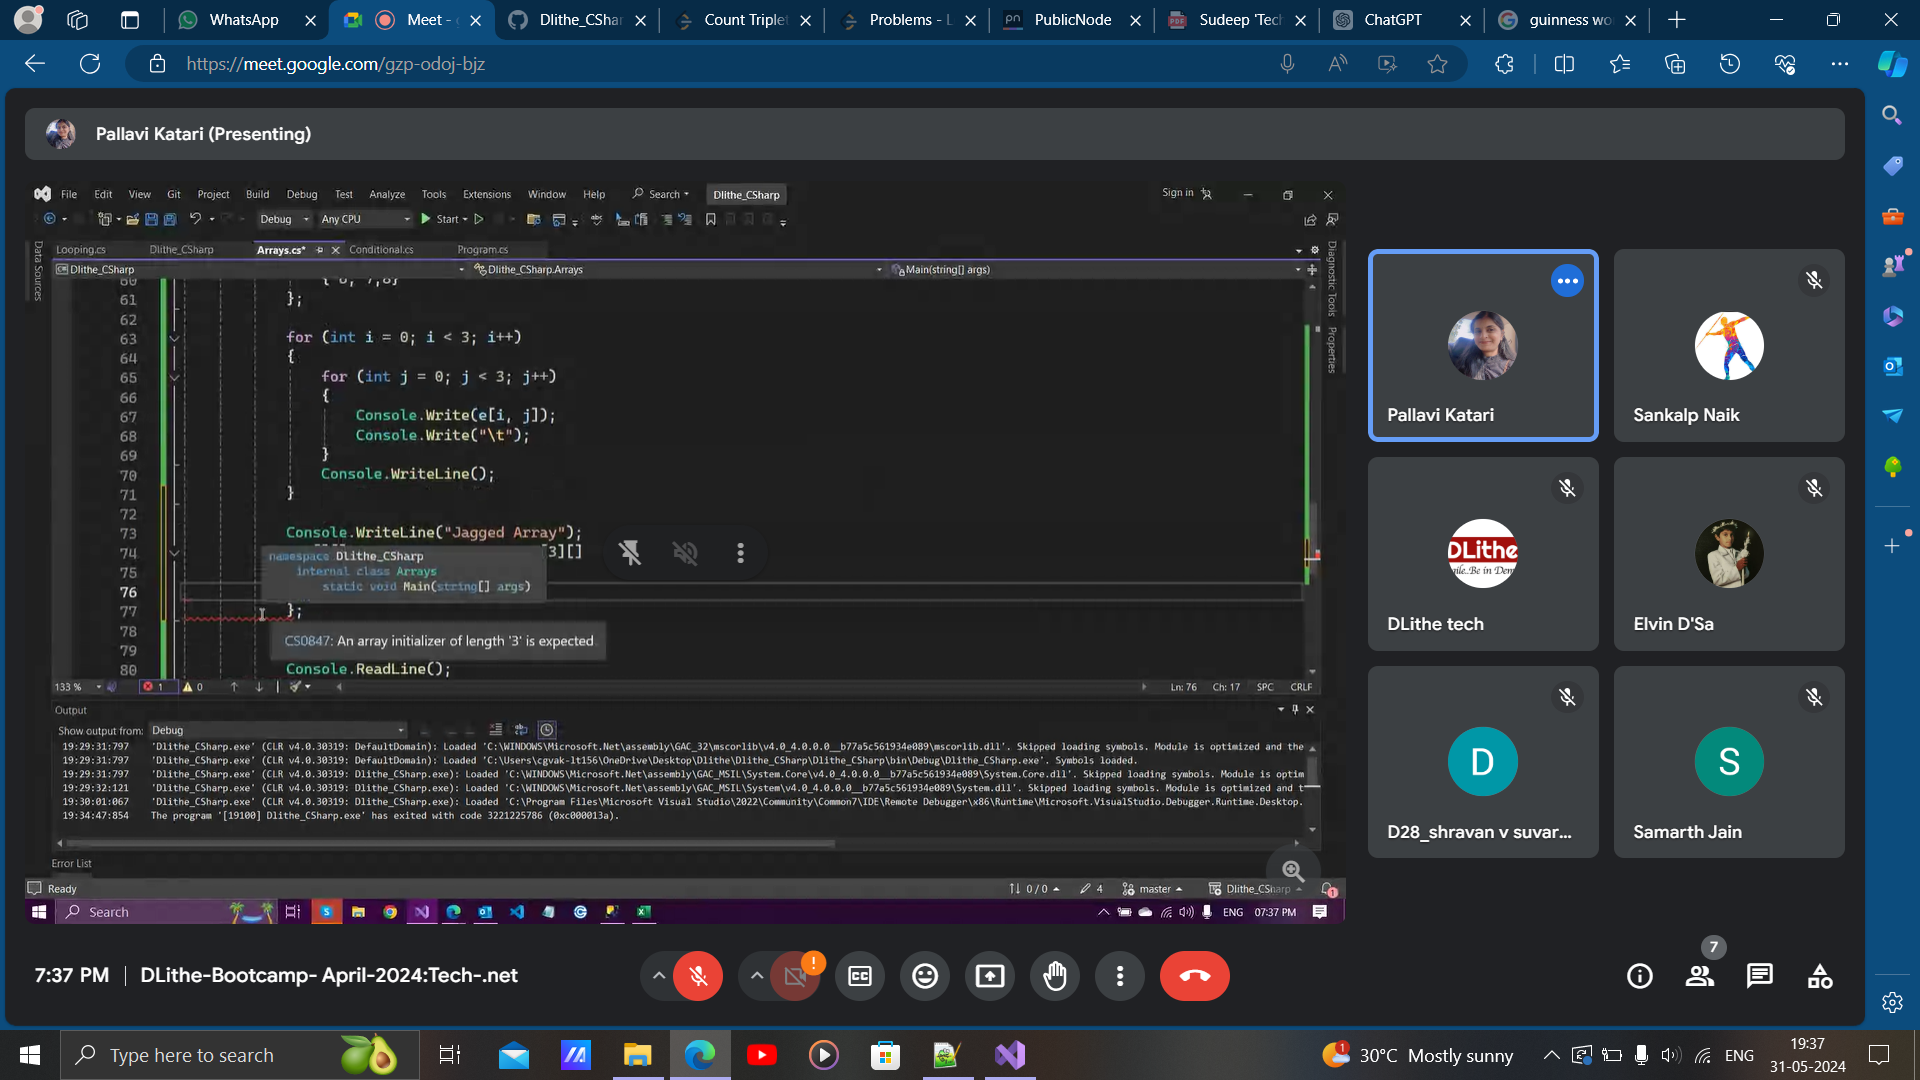 WhatsApp
Meet - g
Dlithe_CShar
Count Triplet
Problems - L
PublicNode
Sudeep 'Tech
ChatGPT
guinness wo
https://meet.google.com/gzp-odoj-bjz
Pallavi Katari (Presenting)
File Edit View Git Project Build Debug Test Analyze Tools Extensions Window Help Search Dlithe_CSharp Sign in
Debug Any CPU Start
Looping.cs Dlithe_CSharp Arrays.cs* Conditional.cs Program.cs
Data Sources
Diagnostic Tools
Properties
Dlithe_CSharp Dlithe_CSharp.Arrays Main(string[] args)
61 };
62
63 for (int i = 0; i < 3; i++)
64 {
65 for (int j = 0; j < 3; j++)
66 {
67 Console.Write(e[i, j]);
68 Console.Write("\t");
69 }
70 Console.WriteLine();
71 }
72
73 Console.WriteLine("Jagged Array");
74 [3][]
namespace Dlithe_CSharp
internal class Arrays
static void Main(string[] args)
75
76
77 };
78
CS0847: An array initializer of length '3' is expected
79
80 Console.ReadLine();
133 % 1 0 Ln: 76 Ch: 17 SPC CRLF
Output
Show output from: Debug
19:29:31:797 'Dlithe_CSharp.exe' (CLR v4.0.30319: DefaultDomain): Loaded 'C:\WINDOWS\Microsoft.Net\assembly\GAC_32\mscorlib\v4.0_4.0.0.0__b77a5c561934e089\mscorlib.dll'. Skipped loading symbols. Module is optimized and the
19:29:31:797 'Dlithe_CSharp.exe' (CLR v4.0.30319: DefaultDomain): Loaded 'C:\Users\cgvak-lt156\OneDrive\Desktop\Dlithe\Dlithe_CSharp\Dlithe_CSharp\bin\Debug\Dlithe_CSharp.exe'. Symbols loaded.
19:29:31:797 'Dlithe_CSharp.exe' (CLR v4.0.30319: Dlithe_CSharp.exe): Loaded 'C:\WINDOWS\Microsoft.Net\assembly\GAC_MSIL\System.Core\v4.0_4.0.0.0__b77a5c561934e089\System.Core.dll'. Skipped loading symbols. Module is optim
19:29:32:121 'Dlithe_CSharp.exe' (CLR v4.0.30319: Dlithe_CSharp.exe): Loaded 'C:\WINDOWS\Microsoft.Net\assembly\GAC_MSIL\System\v4.0_4.0.0.0__b77a5c561934e089\System.dll'. Skipped loading symbols. Module is optimized and t
19:30:01:067 'Dlithe_CSharp.exe' (CLR v4.0.30319: Dlithe_CSharp.exe): Loaded 'C:\Program Files\Microsoft Visual Studio\2022\Community\Common7\IDE\Remote Debugger\x86\Runtime\Microsoft.VisualStudio.Debugger.Runtime.Desktop.
19:34:47:854 The program '[19100] Dlithe_CSharp.exe' has exited with code 3221225786 (0xc000013a).
Error List
Ready 0 / 0 4 master Dlithe_CSharp 1
Search ENG 07:37 PM
Pallavi Katari
Sankalp Naik
DLithe
DLithe tech
Elvin D'Sa
D
S
D28_shravan v suvar...
Samarth Jain
7:37 PM DLithe-Bootcamp- April-2024:Tech-.net
!
CC
7
Type here to search
1 30°C Mostly sunny ENG 19:37
31-05-2024